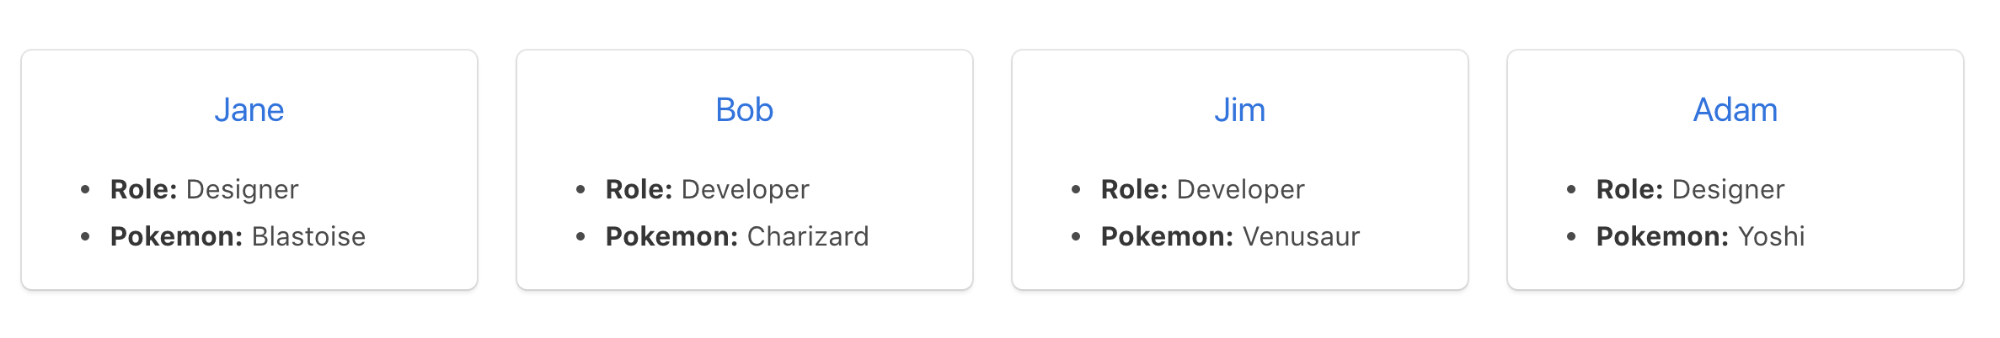 Jane
• Role: Designer
• Pokemon: Blastoise
Bob
• Role: Developer
• Pokemon: Charizard
Jim
• Role: Developer
• Pokemon: Venusaur
Adam
• Role: Designer
• Pokemon: Yoshi